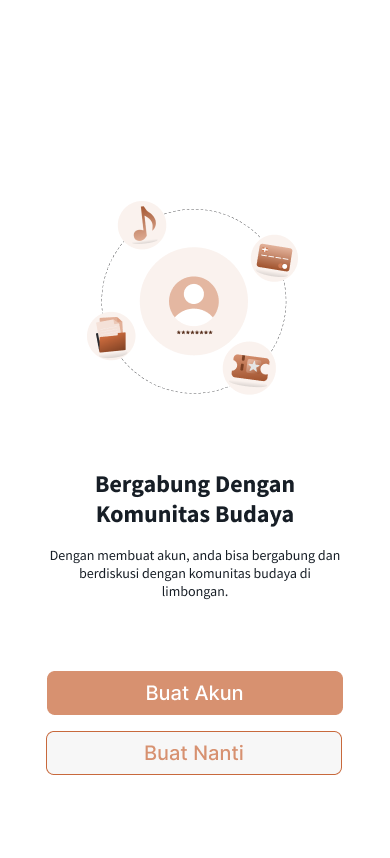 ********
Bergabung Dengan
Komunitas Budaya
Dengan membuat akun, anda bisa bergabung dan
berdiskusi dengan komunitas budaya di
limbongan.
Buat Akun
Buat Nanti